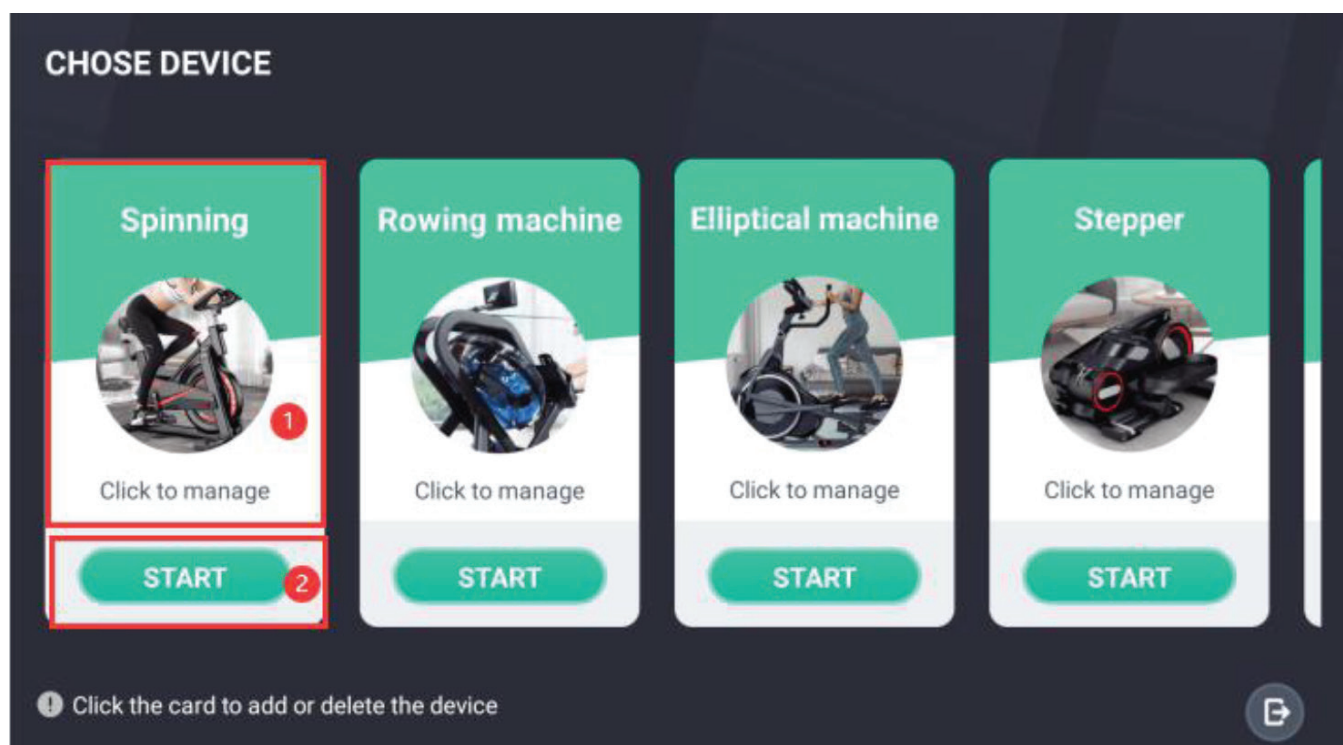 CHOSE DEVICE
Spinning
Rowing machine
Elliptical machine
Stepper
1
Click to manage
Click to manage
Click to manage
Click to manage
START
2
START
START
START
! Click the card to add or delete the device